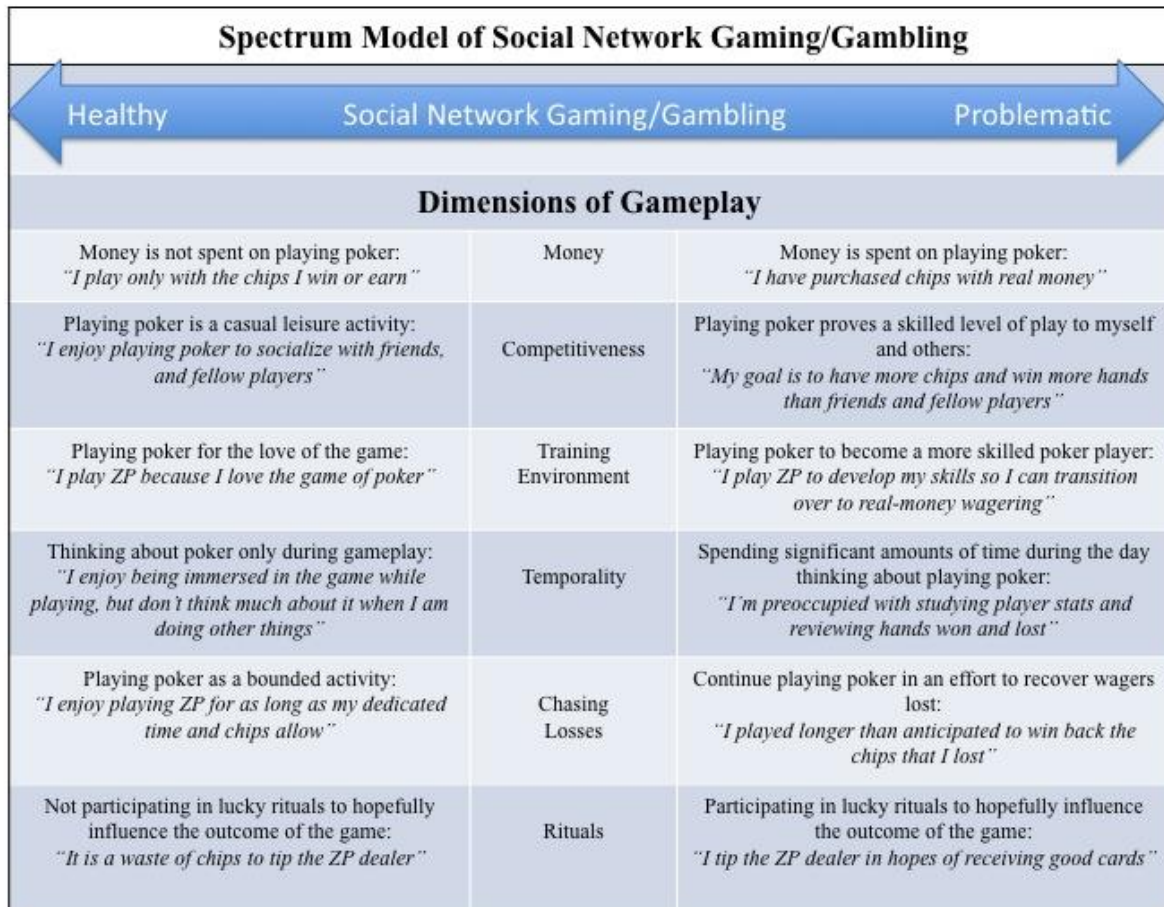 Spectrum Model of Social Network Gaming/Gambling
Healthy Social Network Gaming/Gambling Problematic
Dimensions of Gameplay
Money is not spent on playing poker:
“I play only with the chips I win or earn”
Money
Money is spent on playing poker:
“I have purchased chips with real money”
Playing poker is a casual leisure activity:
“I enjoy playing poker to socialize with friends,
and fellow players”
Competitiveness
Playing poker proves a skilled level of play to myself
and others:
“My goal is to have more chips and win more hands
than friends and fellow players”
Playing poker for the love of the game:
“I play ZP because I love the game of poker”
Training
Environment
Playing poker to become a more skilled poker player:
“I play ZP to develop my skills so I can transition
over to real-money wagering”
Thinking about poker only during gameplay:
“I enjoy being immersed in the game while
playing, but don't think much about it when I am
doing other things”
Temporality
Spending significant amounts of time during the day
thinking about playing poker:
“I'm preoccupied with studying player stats and
reviewing hands won and lost”
Playing poker as a bounded activity:
“I enjoy playing ZP for as long as my dedicated
time and chips allow”
Chasing
Losses
Continue playing poker in an effort to recover wagers
lost:
“I played longer than anticipated to win back the
chips that I lost”
Not participating in lucky rituals to hopefully
influence the outcome of the game:
“It is a waste of chips to tip the ZP dealer”
Rituals
Participating in lucky rituals to hopefully influence
the outcome of the game:
“I tip the ZP dealer in hopes of receiving good cards”